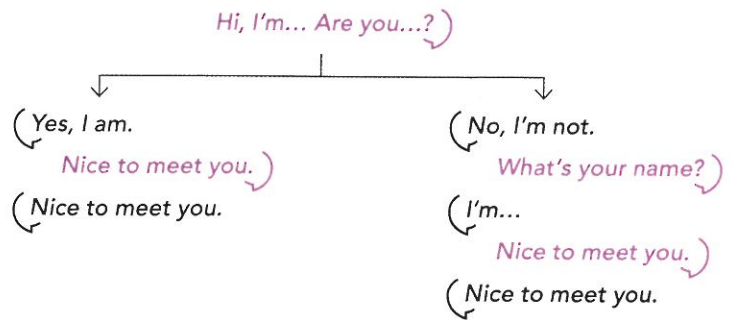 Hi, I'm... Are you...?
Yes, I am.
Nice to meet you.
Nice to meet you.
No, I'm not.
What's your name?
I'm...
Nice to meet you.
Nice to meet you.